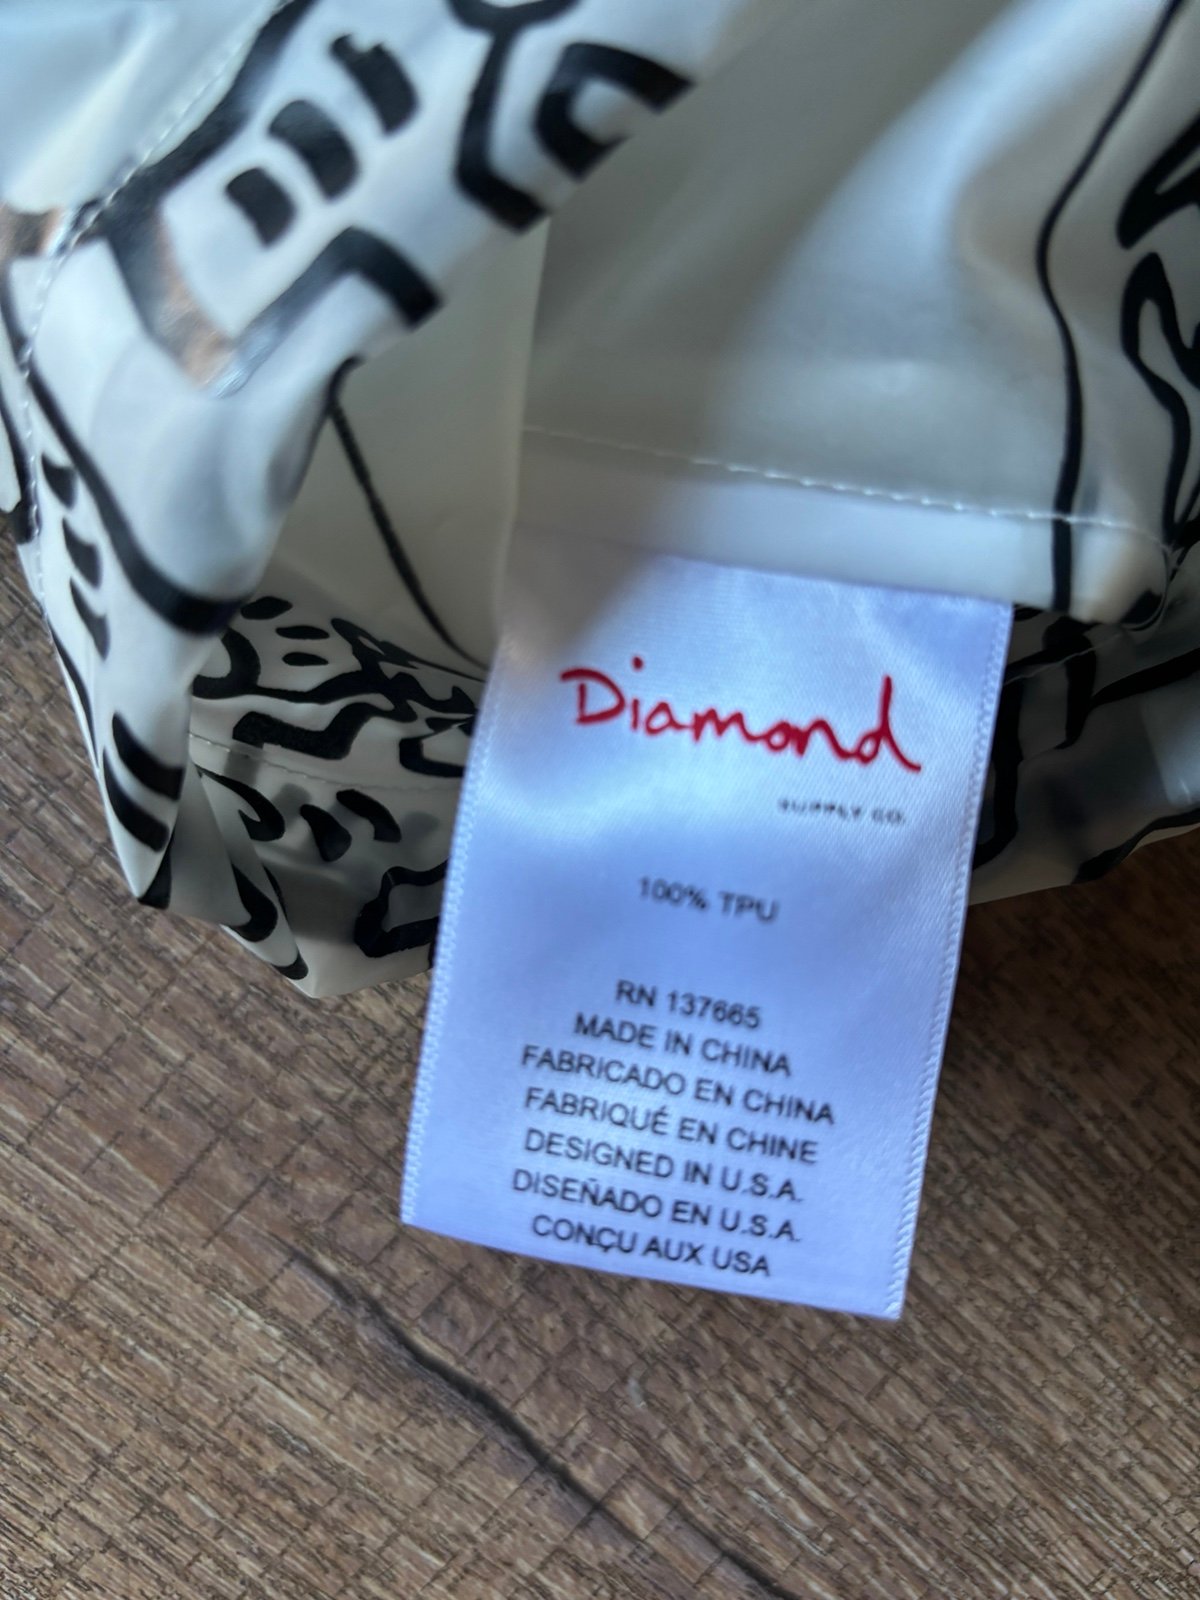 Diamond
SUPPLY CO.
100% TPU
RN 137665
MADE IN CHINA
FABRICADO EN CHINA
FABRIQUÉ EN CHINE
DESIGNED IN U.S.A.
DISEÑADO EN U.S.A.
CONÇU AUX USA